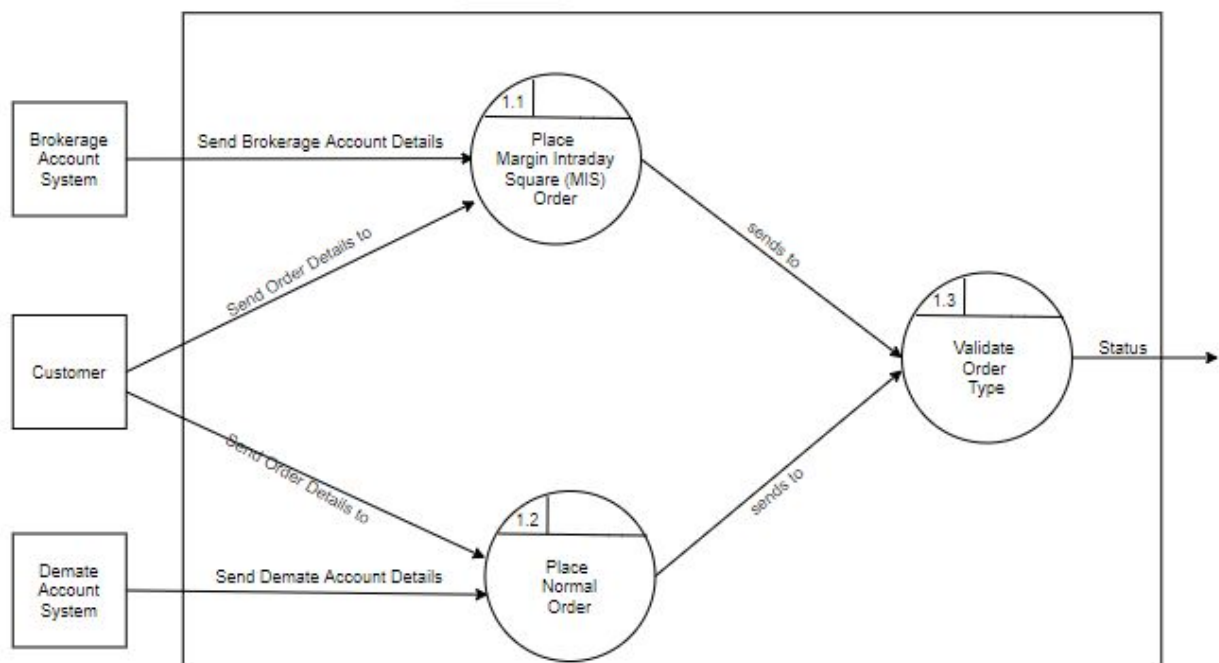 1.1
Brokerage
Account
System
Send Brokerage Account Details
Place
Margin Intraday
Square (MIS)
Order
Send Order Details to
sends to
1.3
Customer
Validate
Order
Type
Status
Send Order Details to
sends to
1.2
Demate
Account
System
Send Demate Account Details
Place
Normal
Order